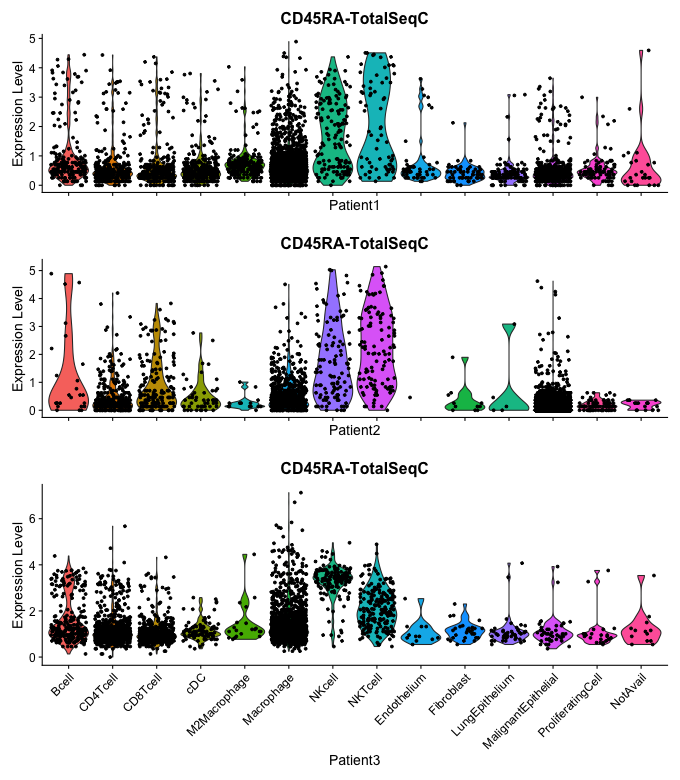 CD45RA-TotalSeqC
Expression Level
5
4
3
2
1
0
Patient1
CD45RA-TotalSeqC
Expression Level
5
4
3
2
1
0
Patient2
CD45RA-TotalSeqC
Expression Level
6
4
2
0
Bcell
CD4Tcell
CD8Tcell
cDC
M2Macrophage
Macrophage
NKcell
NKTcell
Endothelium
Fibroblast
LungEpithelium
MalignantEpithelial
ProliferatingCell
NotAvail
Patient3